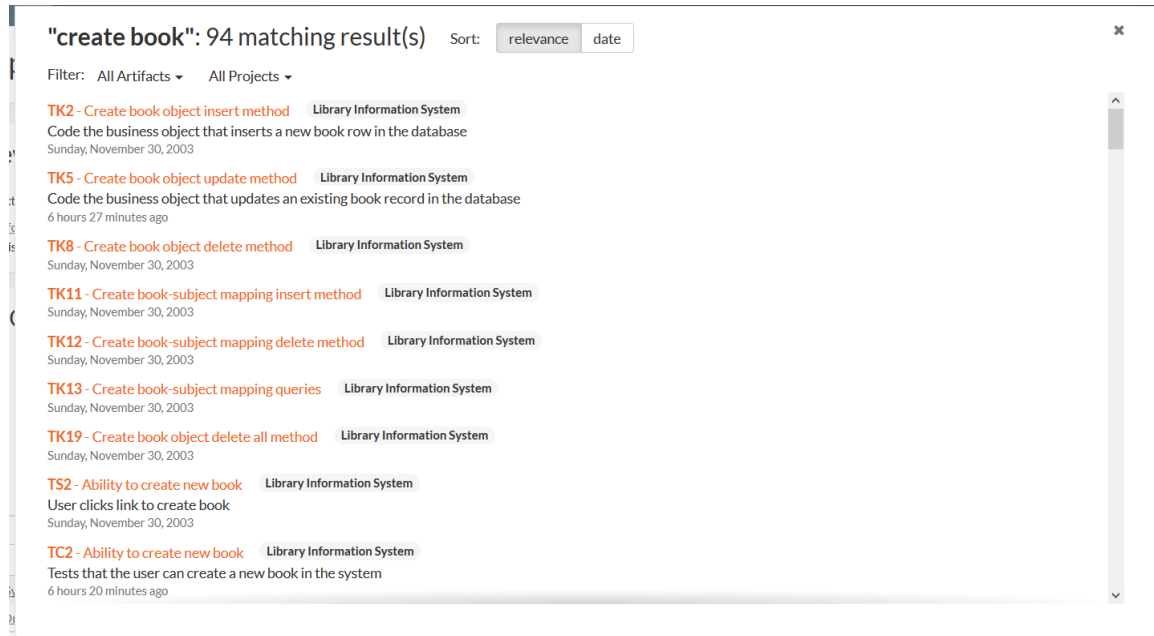 "create book": 94 matching result(s) Sort: relevance date
Filter: All Artifacts All Projects
TK2 - Create book object insert method Library Information System
Code the business object that inserts a new book row in the database
Sunday, November 30, 2003
TK5 - Create book object update method Library Information System
Code the business object that updates an existing book record in the database
6 hours 27 minutes ago
TK8 - Create book object delete method Library Information System
Sunday, November 30, 2003
TK11 - Create book-subject mapping insert method Library Information System
Sunday, November 30, 2003
TK12 - Create book-subject mapping delete method Library Information System
Sunday, November 30, 2003
TK13 - Create book-subject mapping queries Library Information System
Sunday, November 30, 2003
TK19 - Create book object delete all method Library Information System
Sunday, November 30, 2003
TS2 - Ability to create new book Library Information System
User clicks link to create book
Sunday, November 30, 2003
TC2 - Ability to create new book Library Information System
Tests that the user can create a new book in the system
6 hours 20 minutes ago